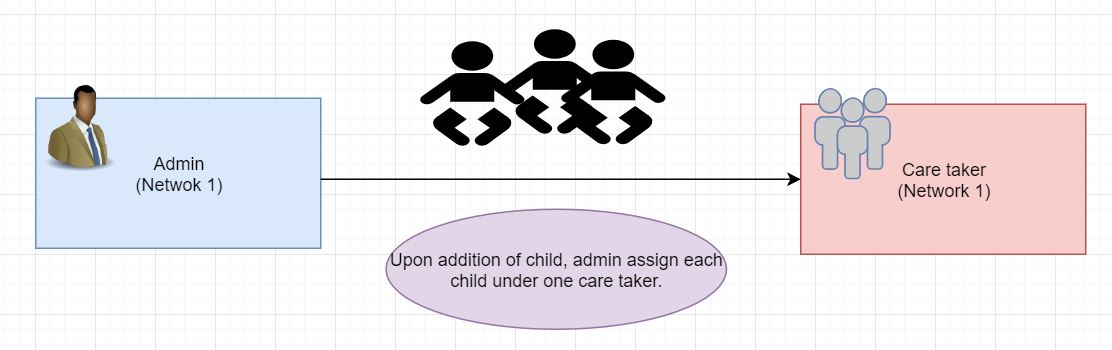 Admin
(Netwok 1)
Upon addition of child, admin assign each
child under one care taker.
Care taker
(Network 1)